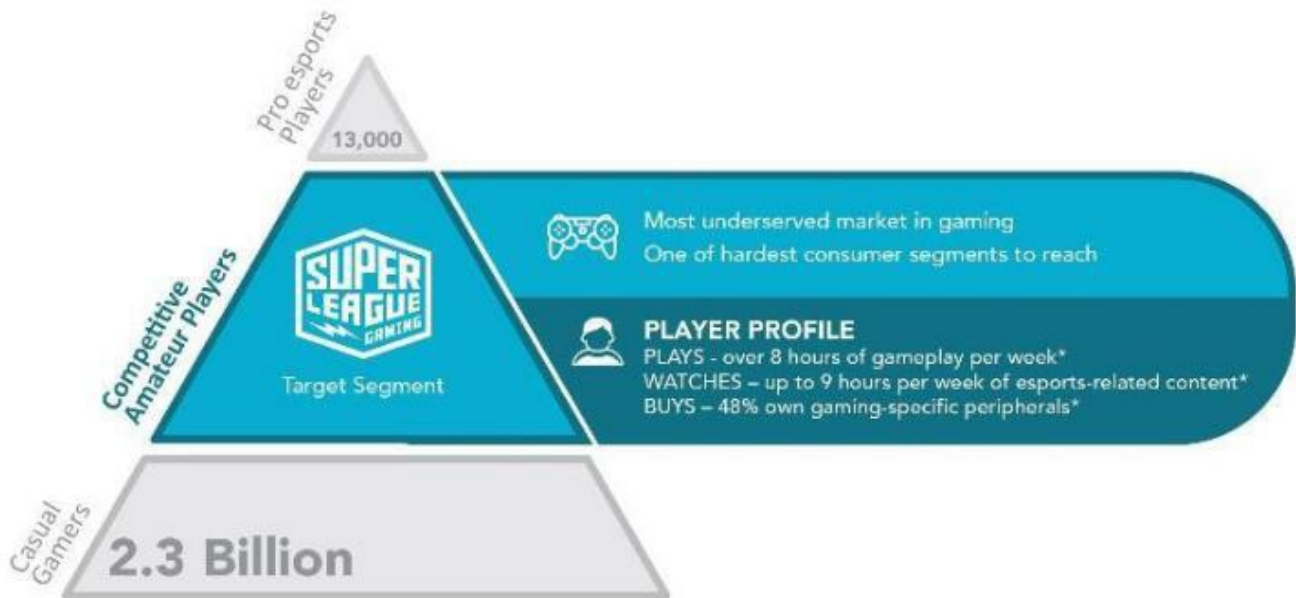 Pro esports
Players
13,000
Competitive
Amateur Players
SUPER
LEAGUE
GAMING
Target Segment
Most underserved market in gaming
One of hardest consumer segments to reach
PLAYER PROFILE
PLAYS - over 8 hours of gameplay per week*
WATCHES – up to 9 hours per week of esports-related content*
BUYS – 48% own gaming-specific peripherals*
Casual
Gamers
2.3 Billion